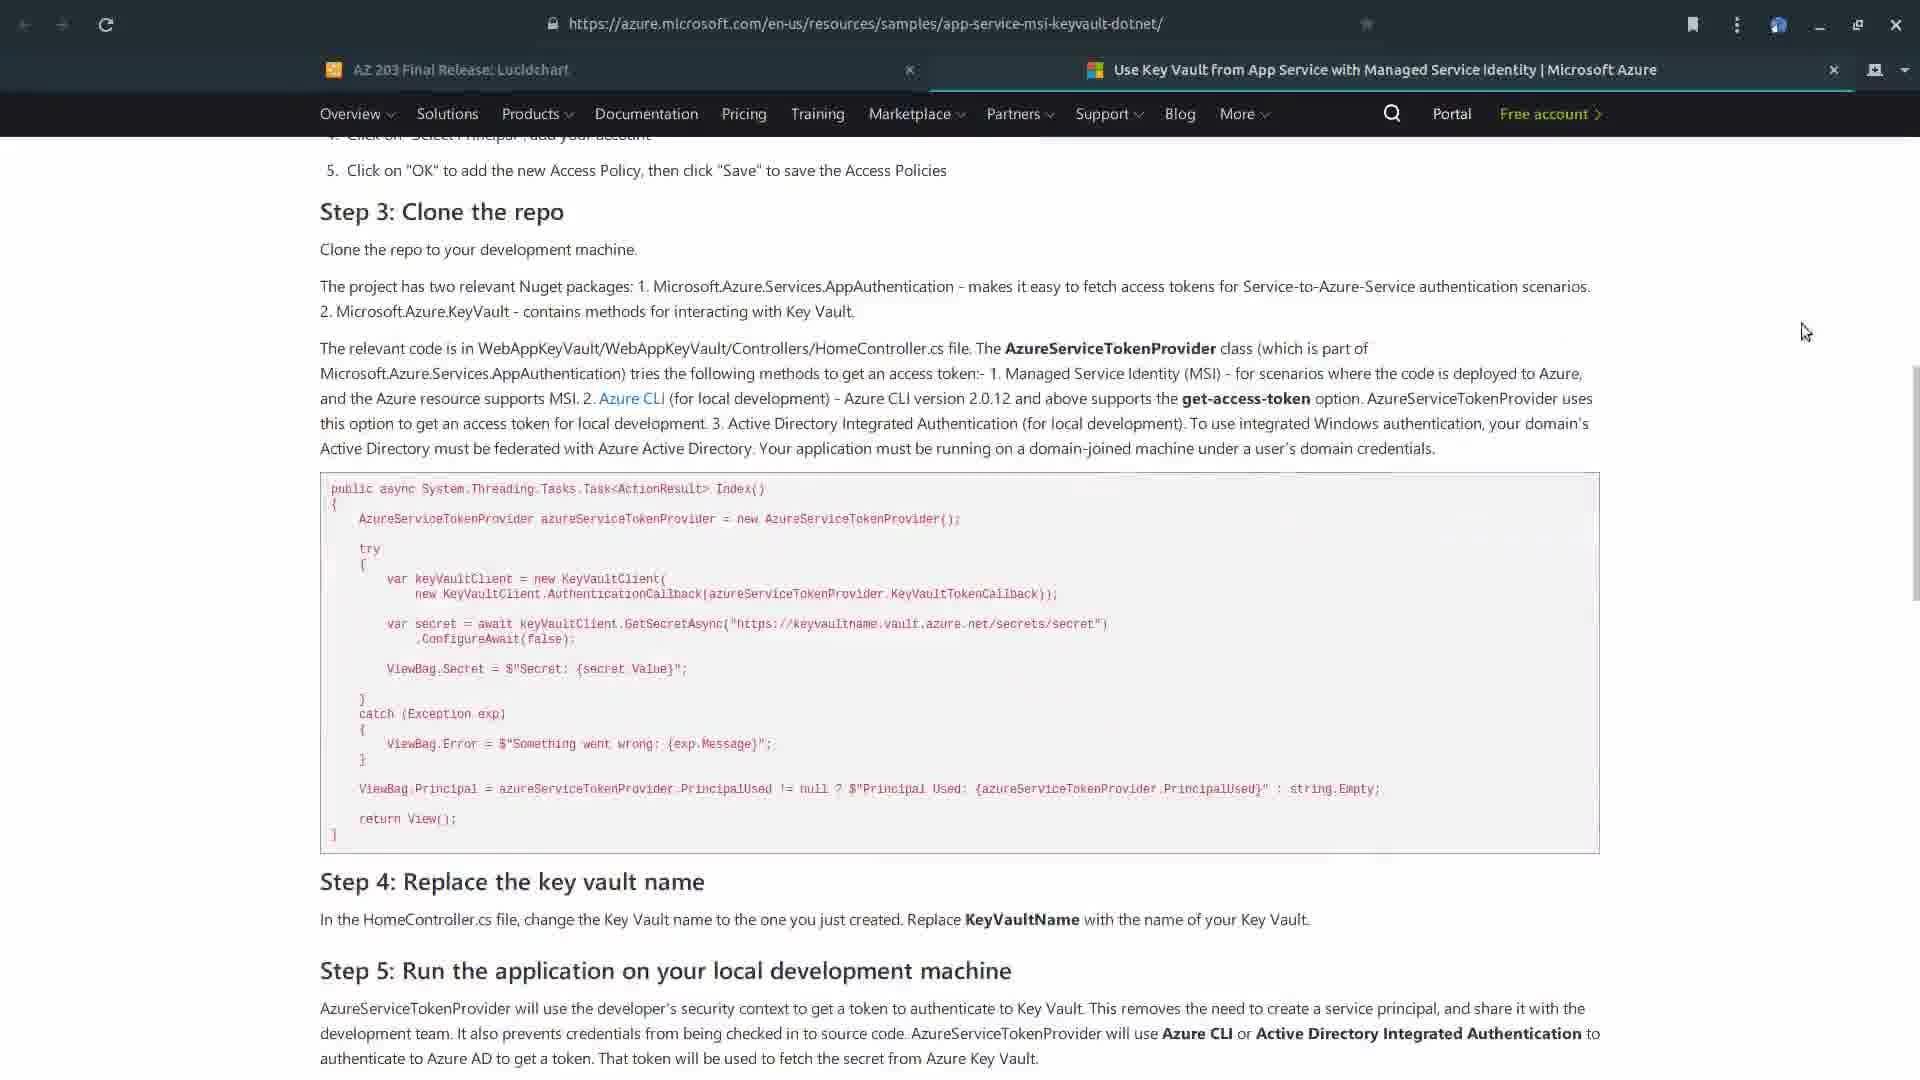 https://azure.microsoft.com/en-us/resources/samples/app-service-msi-keyvault-dotnet/
AZ 203 Final Release: Lucidchart
Use Key Vault from App Service with Managed Service Identity | Microsoft Azure
Overview Solutions Products Documentation Pricing Training Marketplace Partners Support Blog More Portal Free account
4. Click on "Select Principal", add your account
5. Click on "OK" to add the new Access Policy, then click "Save" to save the Access Policies
Step 3: Clone the repo
Clone the repo to your development machine.
The project has two relevant Nuget packages: 1. Microsoft.Azure.Services.AppAuthentication - makes it easy to fetch access tokens for Service-to-Azure-Service authentication scenarios.
2. Microsoft.Azure.KeyVault - contains methods for interacting with Key Vault.
The relevant code is in WebAppKeyVault/WebAppKeyVault/Controllers/HomeController.cs file. The AzureServiceTokenProvider class (which is part of
Microsoft.Azure.Services.AppAuthentication) tries the following methods to get an access token:- 1. Managed Service Identity (MSI) - for scenarios where the code is deployed to Azure,
and the Azure resource supports MSI. 2. Azure CLI (for local development) - Azure CLI version 2.0.12 and above supports the get-access-token option. AzureServiceTokenProvider uses
this option to get an access token for local development. 3. Active Directory Integrated Authentication (for local development). To use integrated Windows authentication, your domain's
Active Directory must be federated with Azure Active Directory. Your application must be running on a domain-joined machine under a user's domain credentials.
public async System.Threading.Tasks.Task<ActionResult> Index()
{
AzureServiceTokenProvider azureServiceTokenProvider = new AzureServiceTokenProvider();
try
{
var keyVaultClient = new KeyVaultClient(
new KeyVaultClient.AuthenticationCallback(azureServiceTokenProvider.KeyVaultTokenCallback));
var secret = await keyVaultClient.GetSecretAsync("https://keyvaultname.vault.azure.net/secrets/secret")
.ConfigureAwait(false);
ViewBag.Secret = $"Secret: {secret.Value}";
}
catch (Exception exp)
{
ViewBag.Error = $"Something went wrong: {exp.Message}";
}
ViewBag.Principal = azureServiceTokenProvider.PrincipalUsed != null ? $"Principal Used: {azureServiceTokenProvider.PrincipalUsed}" : string.Empty;
return View();
}
Step 4: Replace the key vault name
In the HomeController.cs file, change the Key Vault name to the one you just created. Replace KeyVaultName with the name of your Key Vault.
Step 5: Run the application on your local development machine
AzureServiceTokenProvider will use the developer's security context to get a token to authenticate to Key Vault. This removes the need to create a service principal, and share it with the
development team. It also prevents credentials from being checked in to source code. AzureServiceTokenProvider will use Azure CLI or Active Directory Integrated Authentication to
authenticate to Azure AD to get a token. That token will be used to fetch the secret from Azure Key Vault.